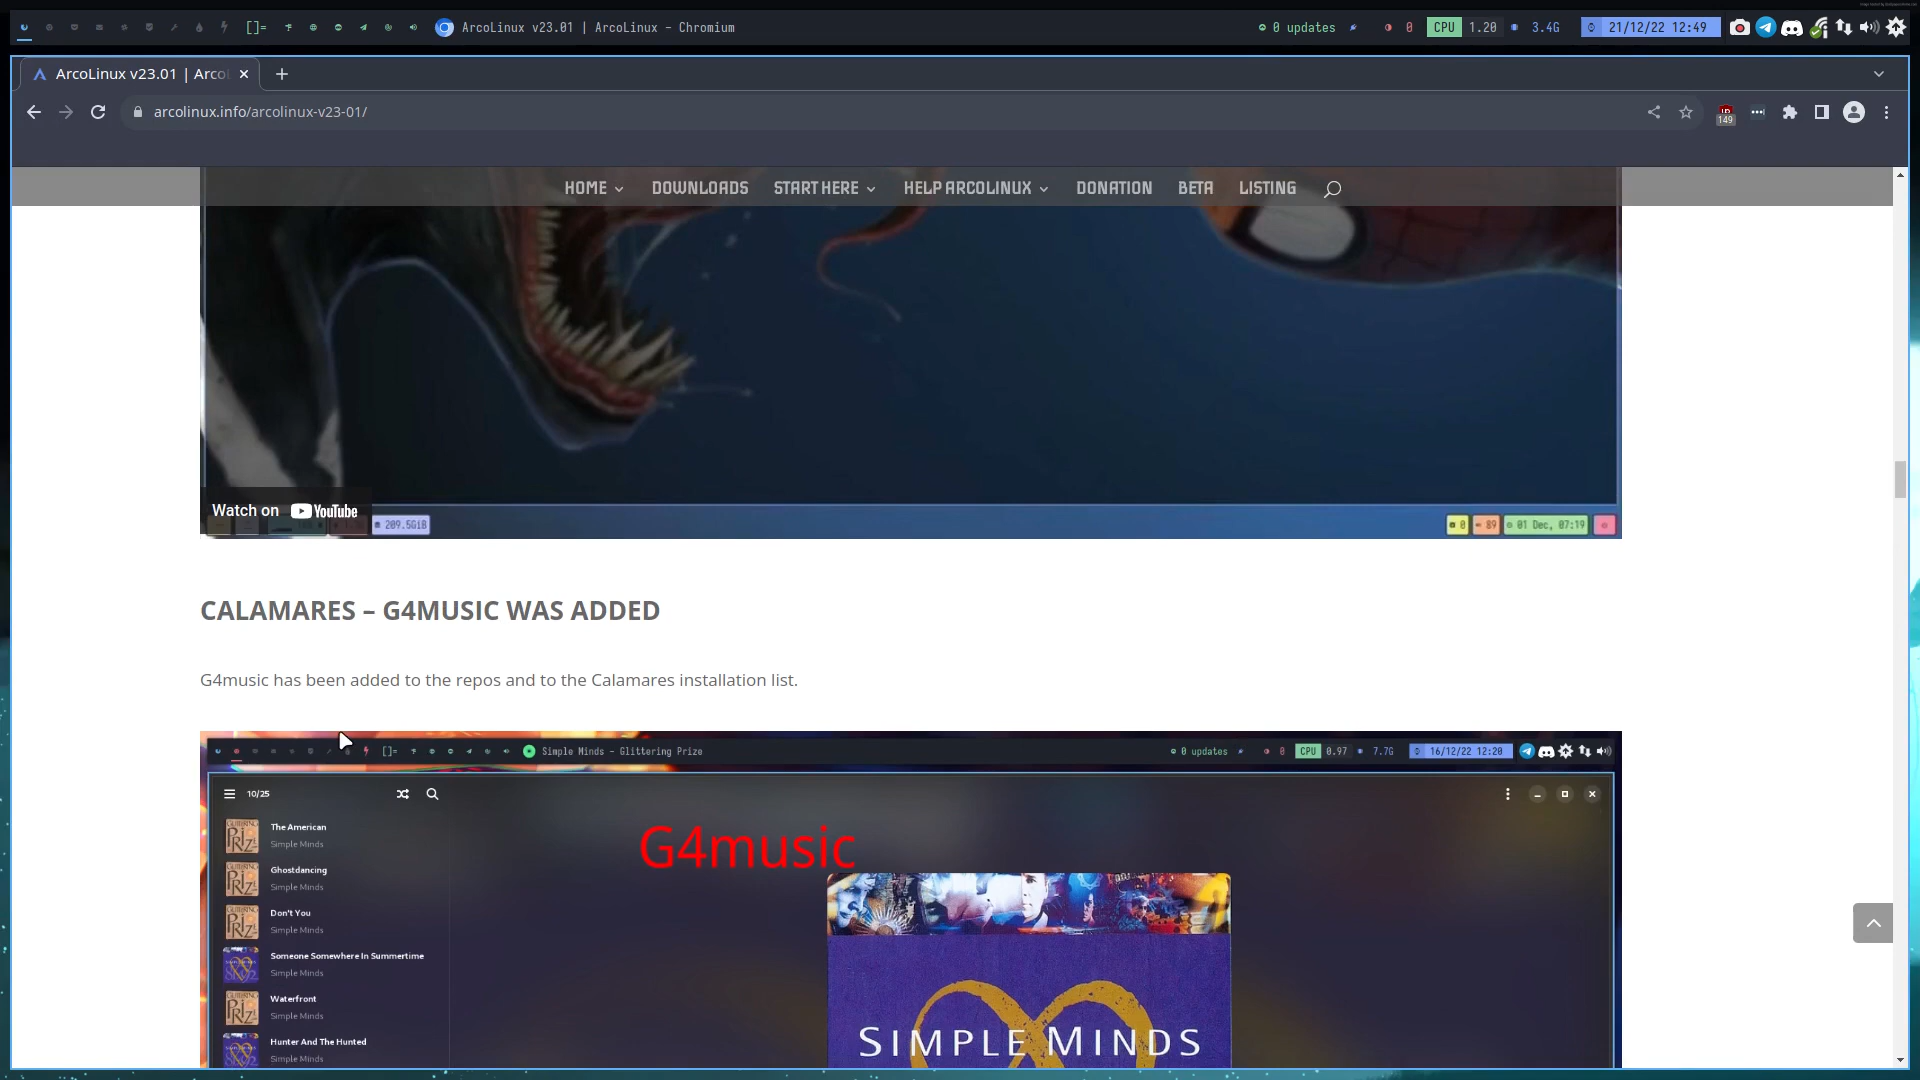 []= ArcoLinux v23.01 | ArcoLinux - Chromium 0 updates 0 CPU 1.20 3.4G 21/12/22 12:49
ArcoLinux v23.01 | Arco
arcolinux.info/arcolinux-v23-01/
149
HOME DOWNLOADS START HERE HELP ARCOLINUX DONATION BETA LISTING
Watch on YouTube
209.5GiB 0 89 01 Dec, 07:19
CALAMARES – G4MUSIC WAS ADDED
G4music has been added to the repos and to the Calamares installation list.
[]= Simple Minds - Glittering Prize 0 updates 0 CPU 0.97 7.7G 16/12/22 12:20
10/25
G4music
The American
Simple Minds
Ghostdancing
Simple Minds
Don't You
Simple Minds
Someone Somewhere In Summertime
Simple Minds
Waterfront
Simple Minds
Hunter And The Hunted
Simple Minds
SIMPLE MINDS